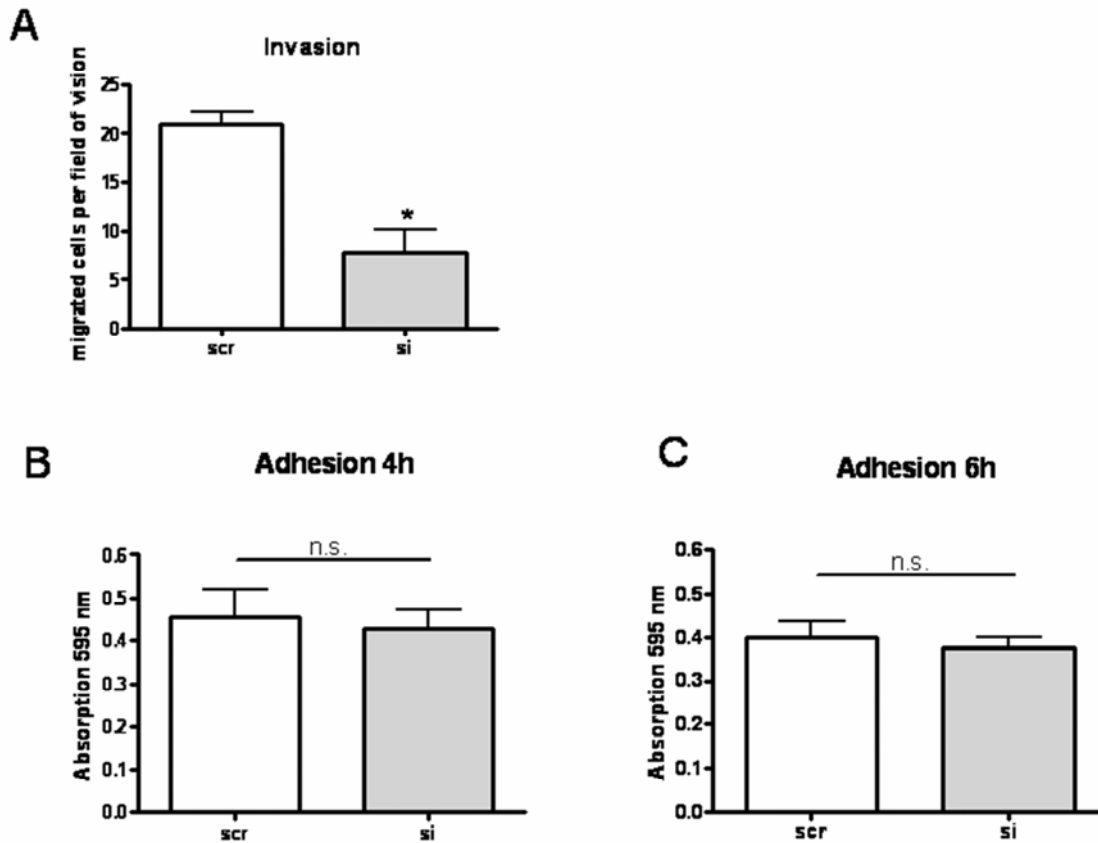 A
Invasion
migrated cells per field of vision
25
20
15
10
5
0
*
scr
si
B
Adhesion 4h
Absorption 595 nm
0.6
0.5
0.4
0.3
0.2
0.1
0.0
n.s.
scr
si
C
Adhesion 6h
Absorption 595 nm
0.6
0.5
0.4
0.3
0.2
0.1
0.0
n.s.
scr
si